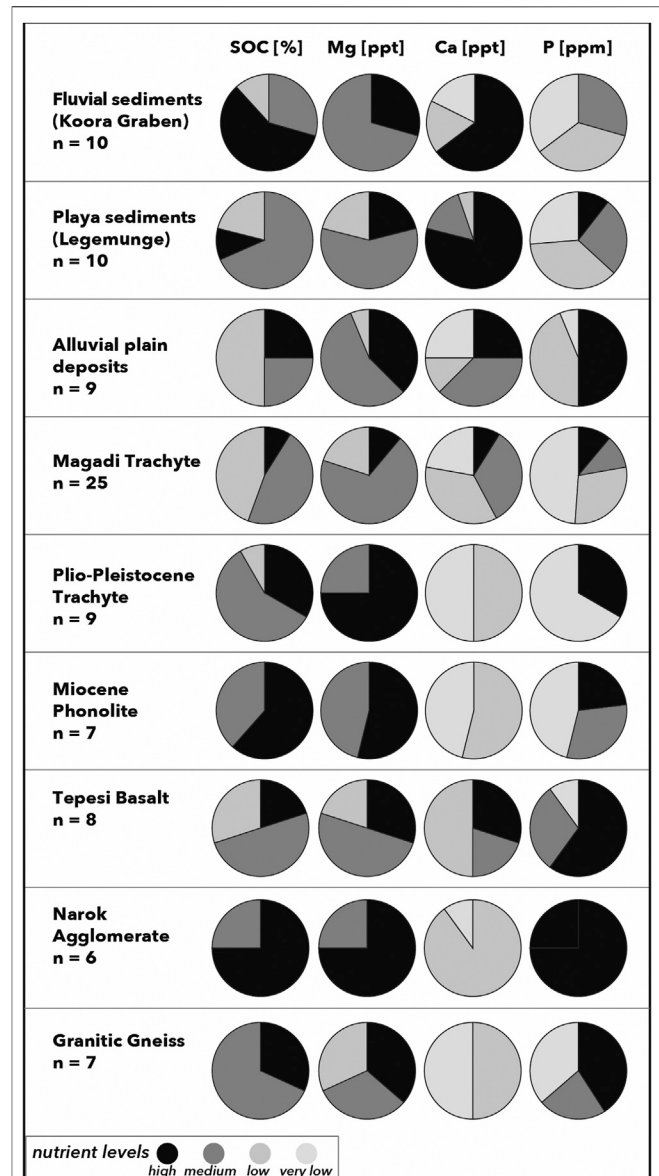 SOC [%] Mg [ppt] Ca [ppt] P [ppm]
Fluvial sediments
(Koora Graben)
n = 10
Playa sediments
(Legemunge)
n = 10
Alluvial plain
deposits
n = 9
Magadi Trachyte
n = 25
Plio-Pleistocene
Trachyte
n = 9
Miocene
Phonolite
n = 7
Tepesi Basalt
n = 8
Narok
Agglomerate
n = 6
Granitic Gneiss
n = 7
nutrient levels
high medium low very low